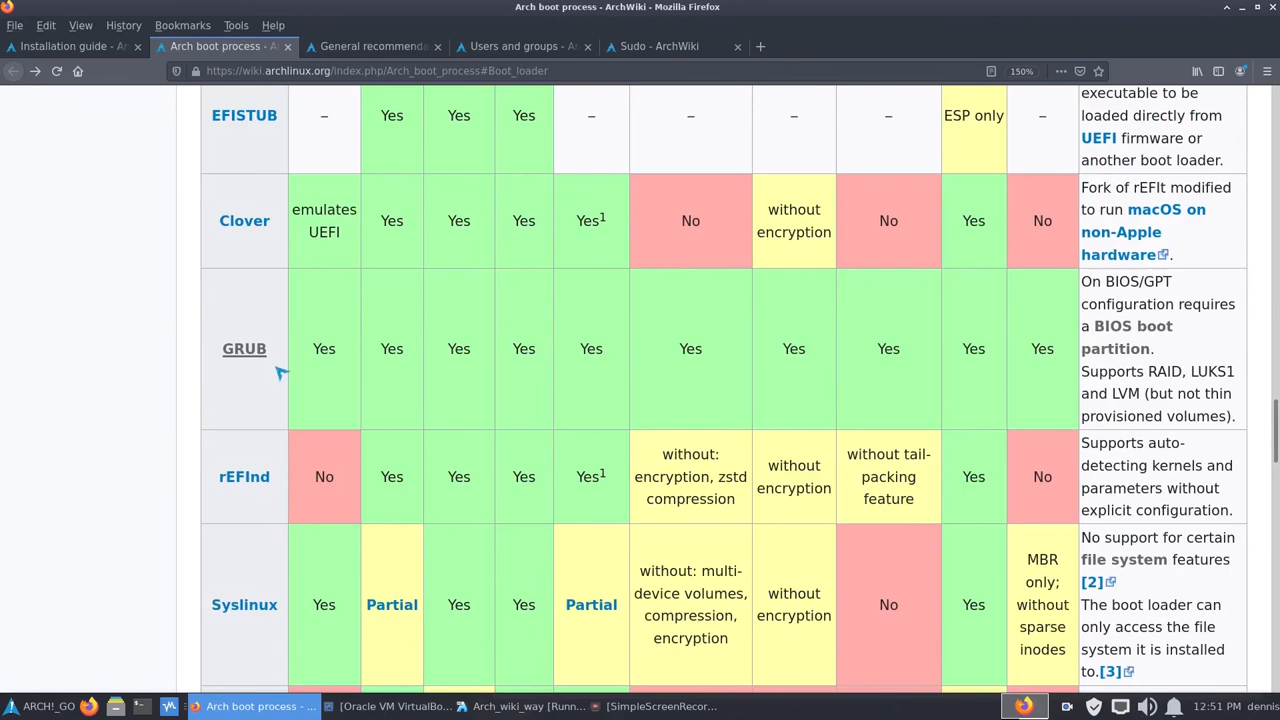 Arch boot process - ArchWiki - Mozilla Firefox
File Edit View History Bookmarks Tools Help
Installation guide - A
Arch boot process - A
General recommenda
Users and groups - Ar
Sudo - ArchWiki
https://wiki.archlinux.org/index.php/Arch_boot_process#Boot_loader
150%
EFISTUB
–
Yes
Yes
Yes
–
–
–
–
ESP only
–
executable to be
loaded directly from
UEFI firmware or
another boot loader.
Clover
emulates
UEFI
Yes
Yes
Yes
Yes1
No
without
encryption
No
Yes
No
Fork of rEFIt modified
to run macOS on
non-Apple
hardware.
GRUB
Yes
Yes
Yes
Yes
Yes
Yes
Yes
Yes
Yes
Yes
On BIOS/GPT
configuration requires
a BIOS boot
partition.
Supports RAID, LUKS1
and LVM (but not thin
provisioned volumes).
rEFInd
No
Yes
Yes
Yes
Yes1
without:
encryption, zstd
compression
without
encryption
without tail-
packing
feature
Yes
No
Supports auto-
detecting kernels and
parameters without
explicit configuration.
Syslinux
Yes
Partial
Yes
Yes
Partial
without: multi-
device volumes,
compression,
encryption
without
encryption
No
Yes
MBR
only;
without
sparse
inodes
No support for certain
file system features
[2]
The boot loader can
only access the file
system it is installed
to.[3]
ARCH!_GO
Arch boot process - ...
[Oracle VM VirtualBo...
Arch_wiki_way [Runn...
[SimpleScreenRecor...
12:51 PM
dennis